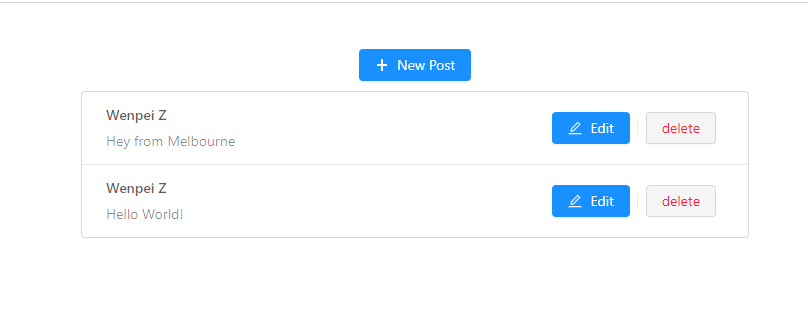 New Post
Wenpei Z
Hey from Melbourne
Edit
delete
Wenpei Z
Hello World!
Edit
delete